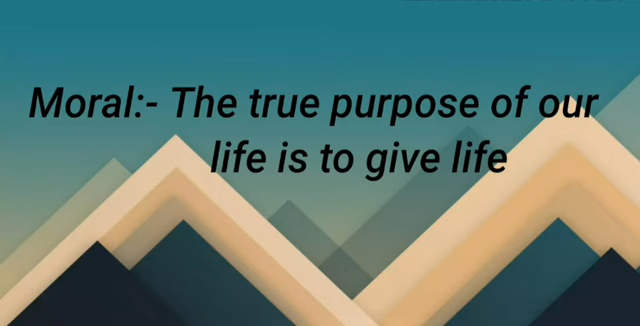 Moral:- The true purpose of our
life is to give life